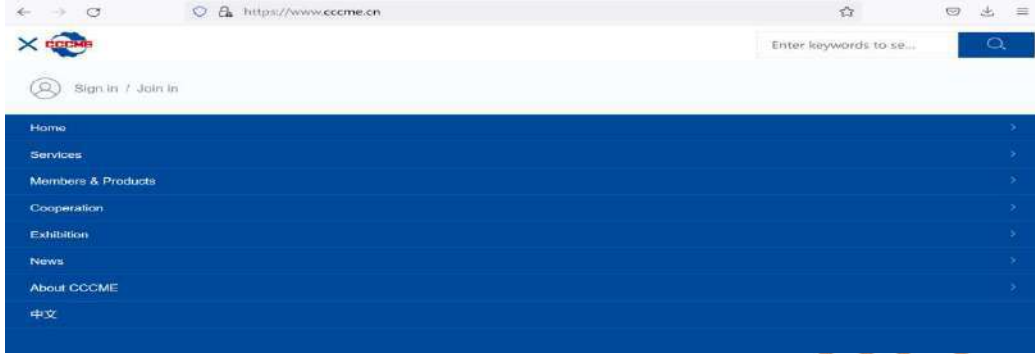 https://www.cccme.cn
CCCME
Enter keywords to se...
Sign in / Join in
Home
Services
Members & Products
Cooperation
Exhibition
News
About CCCME
中文